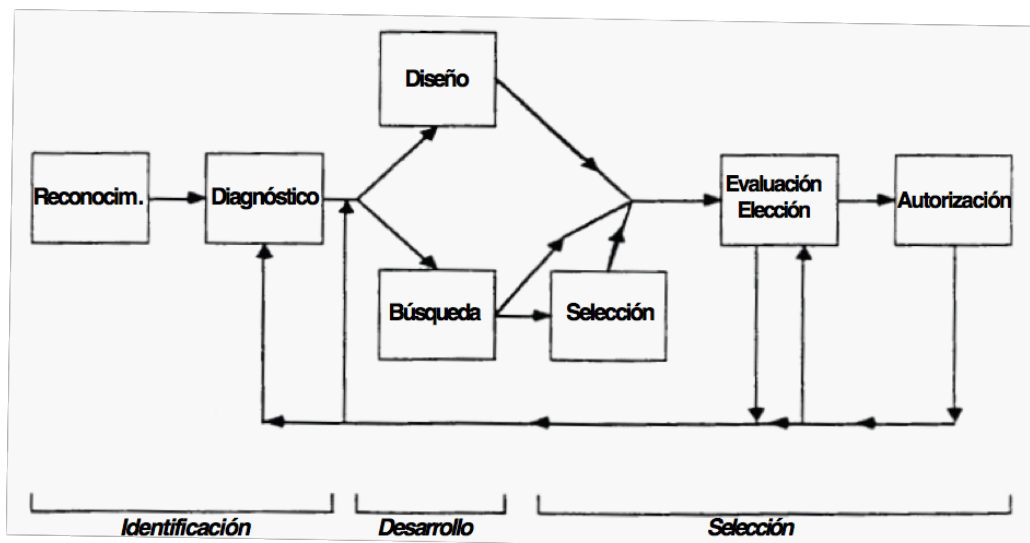 Diseño
Reconocim.
Diagnóstico
Evaluación
Elección
Autorización
Búsqueda
Selección
Identificación
Desarrollo
Selección